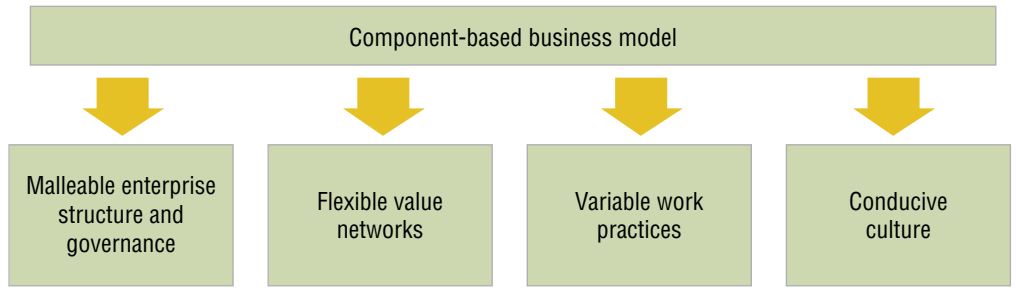 Component-based business model
Malleable enterprise
structure and
governance
Flexible value
networks
Variable work
practices
Conducive
culture